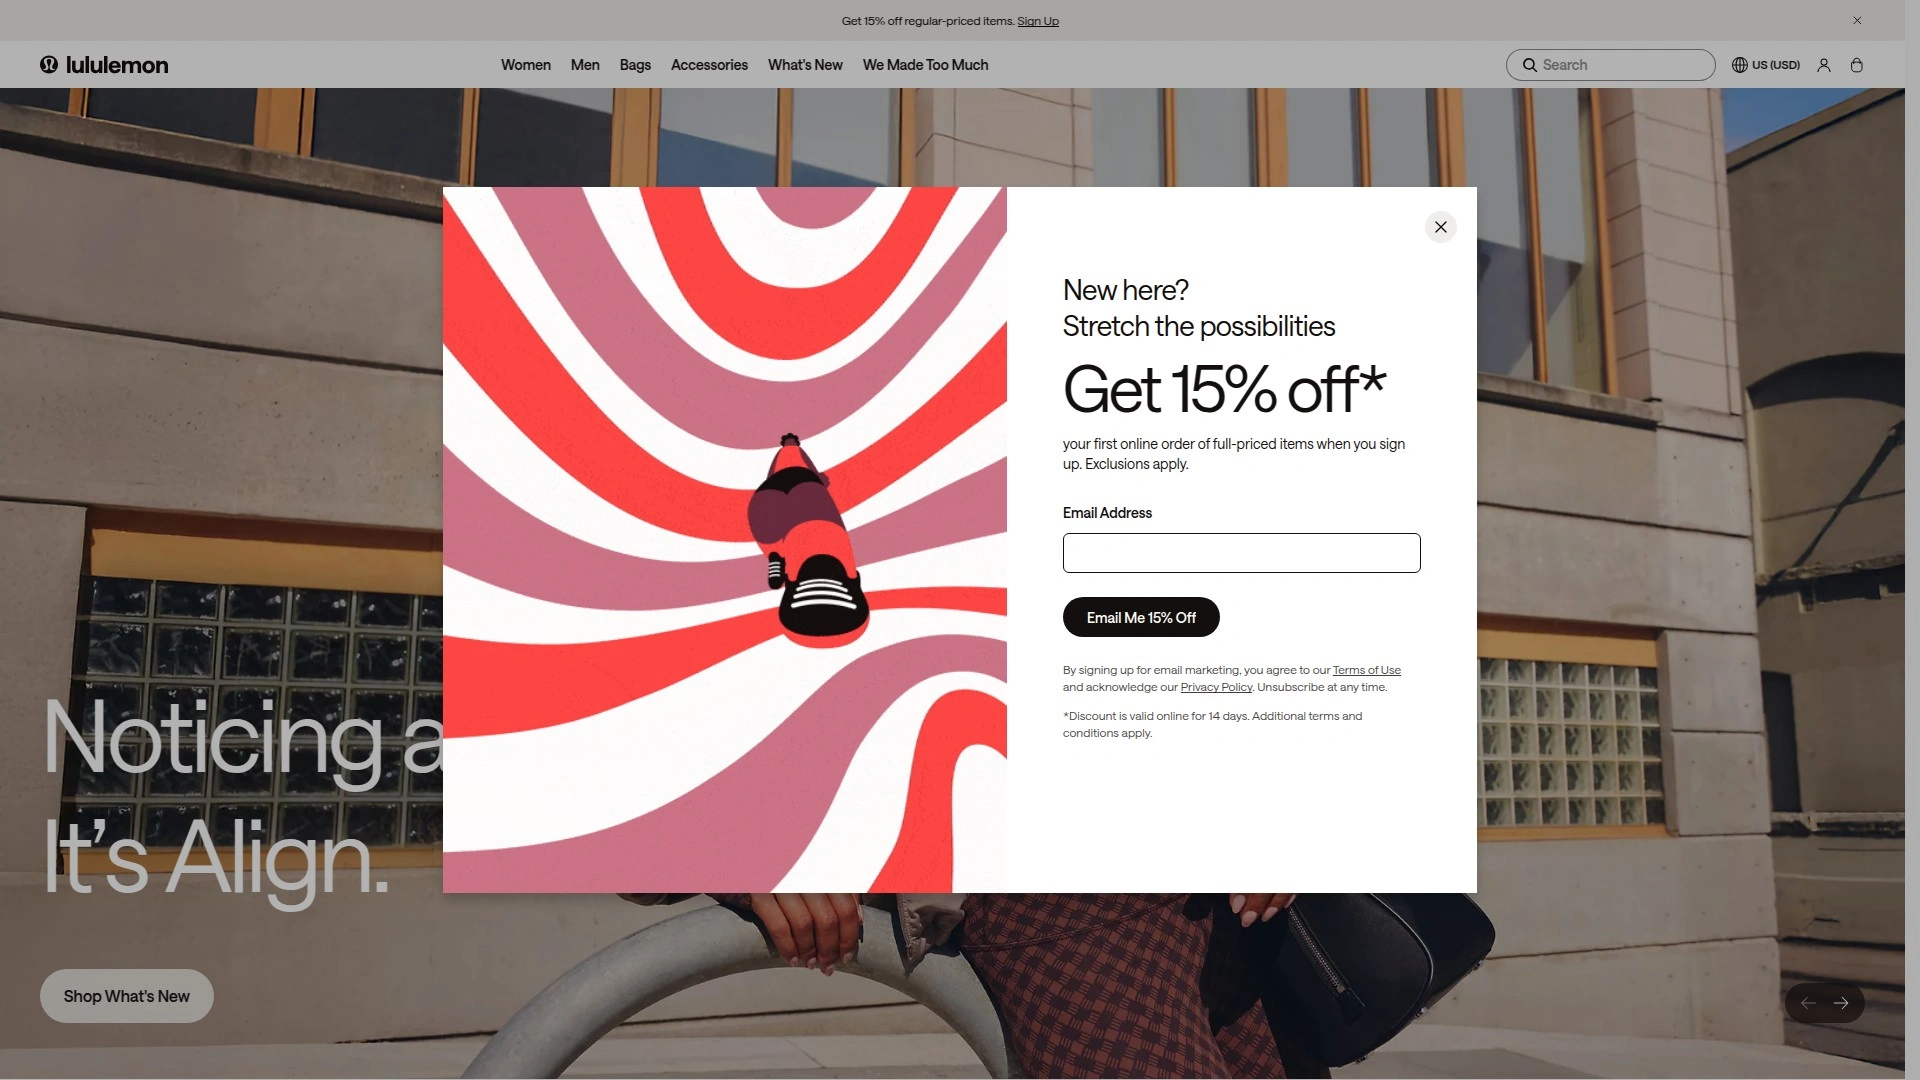 Get 15% off regular-priced items. Sign Up
lululemon
Women
Men
Bags
Accessories
What's New
We Made Too Much
Search
US (USD)
New here?
Stretch the possibilities
Get 15% off*
your first online order of full-priced items when you sign
up. Exclusions apply.
Email Address
Email Me 15% Off
By signing up for email marketing, you agree to our Terms of Use
and acknowledge our Privacy Policy. Unsubscribe at any time.
*Discount is valid online for 14 days. Additional terms and
conditions apply.
Noticing a
It’s Align.
Shop What's New